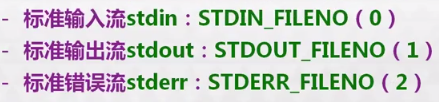 - 标准输入流stdin：STDIN_FILENO（0）
- 标准输出流stdout：STDOUT_FILENO（1）
- 标准错误流stderr：STDERR_FILENO（2）